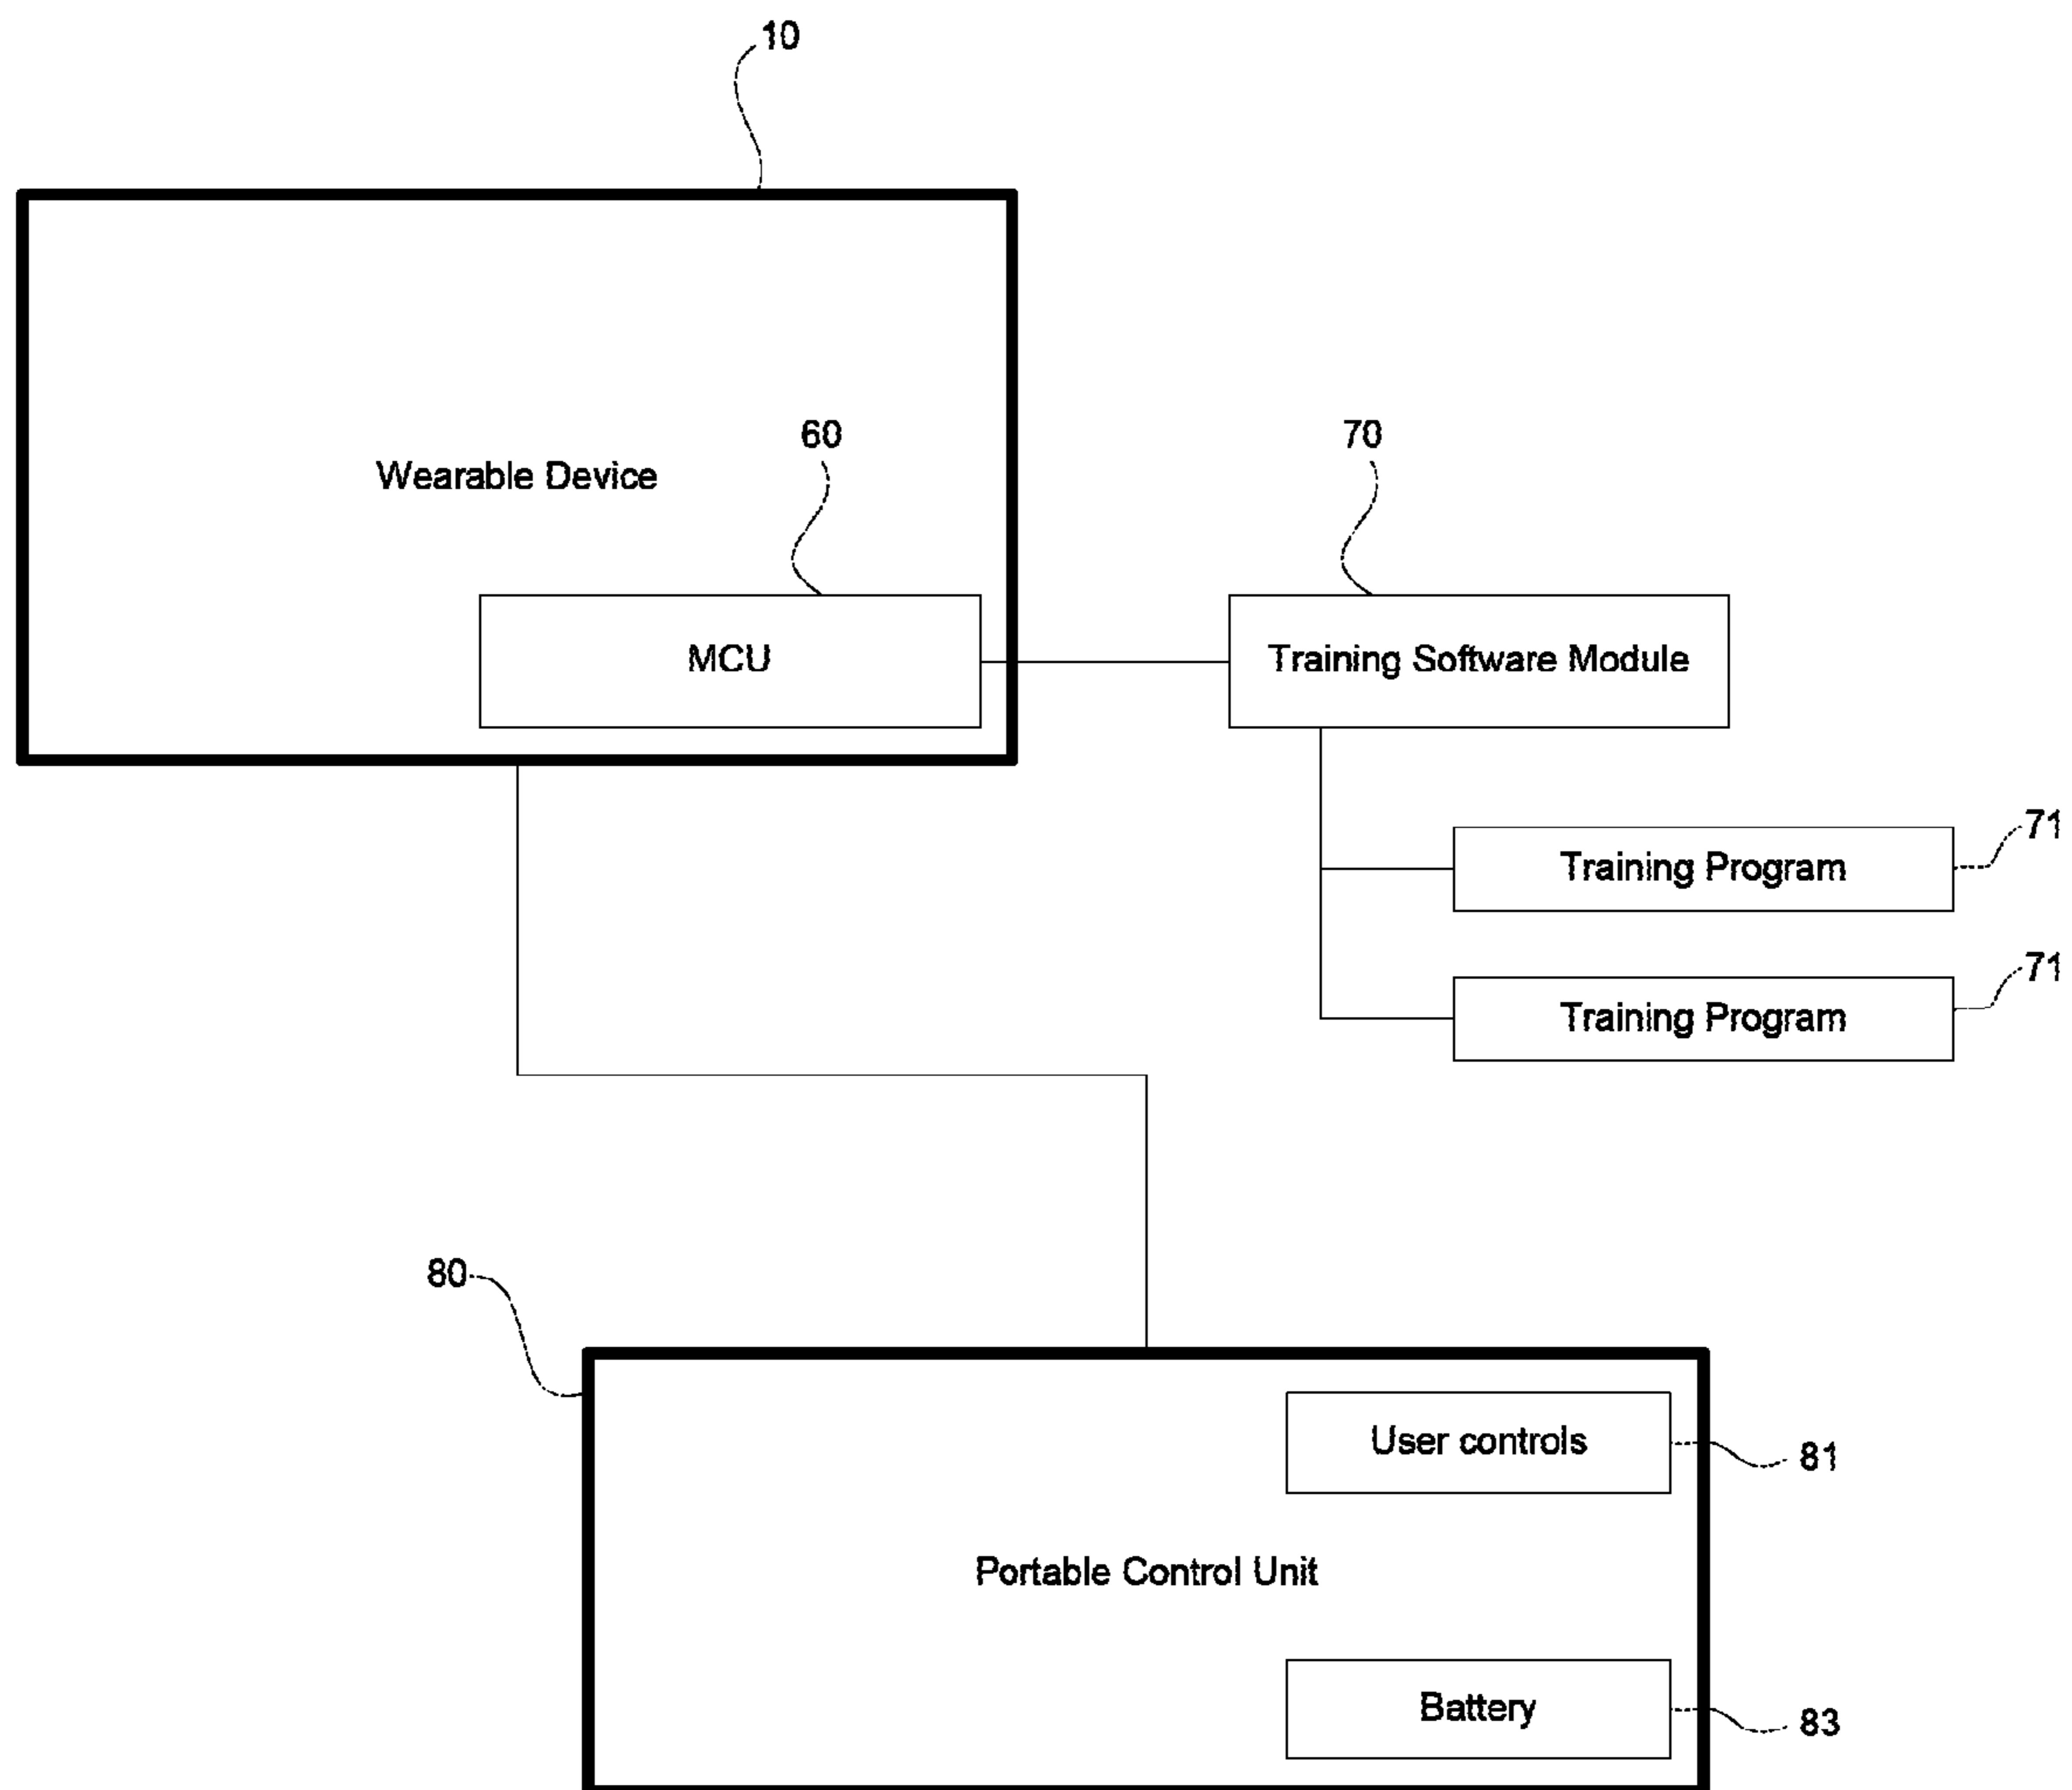 10
60
70
Wearable Device
MCU
Training Software Module
71
Training Program
71
Training Program
80
User controls
81
Portable Control Unit
Battery
83